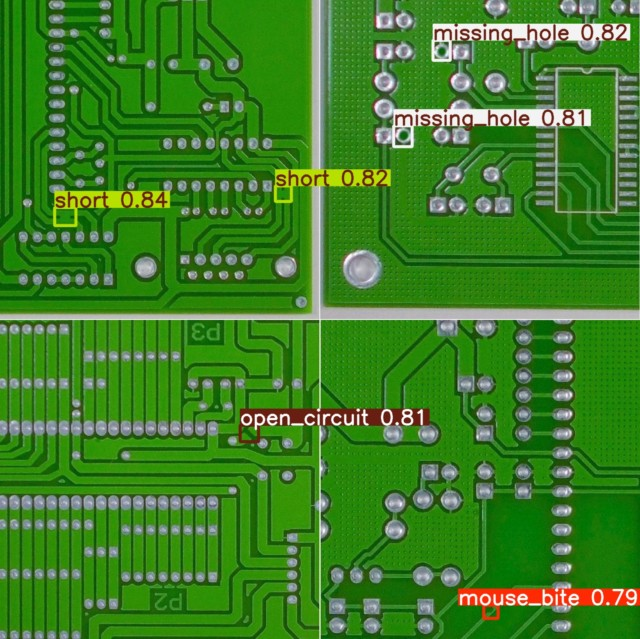 missing_hole 0.82
missing_hole 0.81
short 0.82
short 0.84
P3
open_circuit 0.81
P2
mouse_bite 0.79